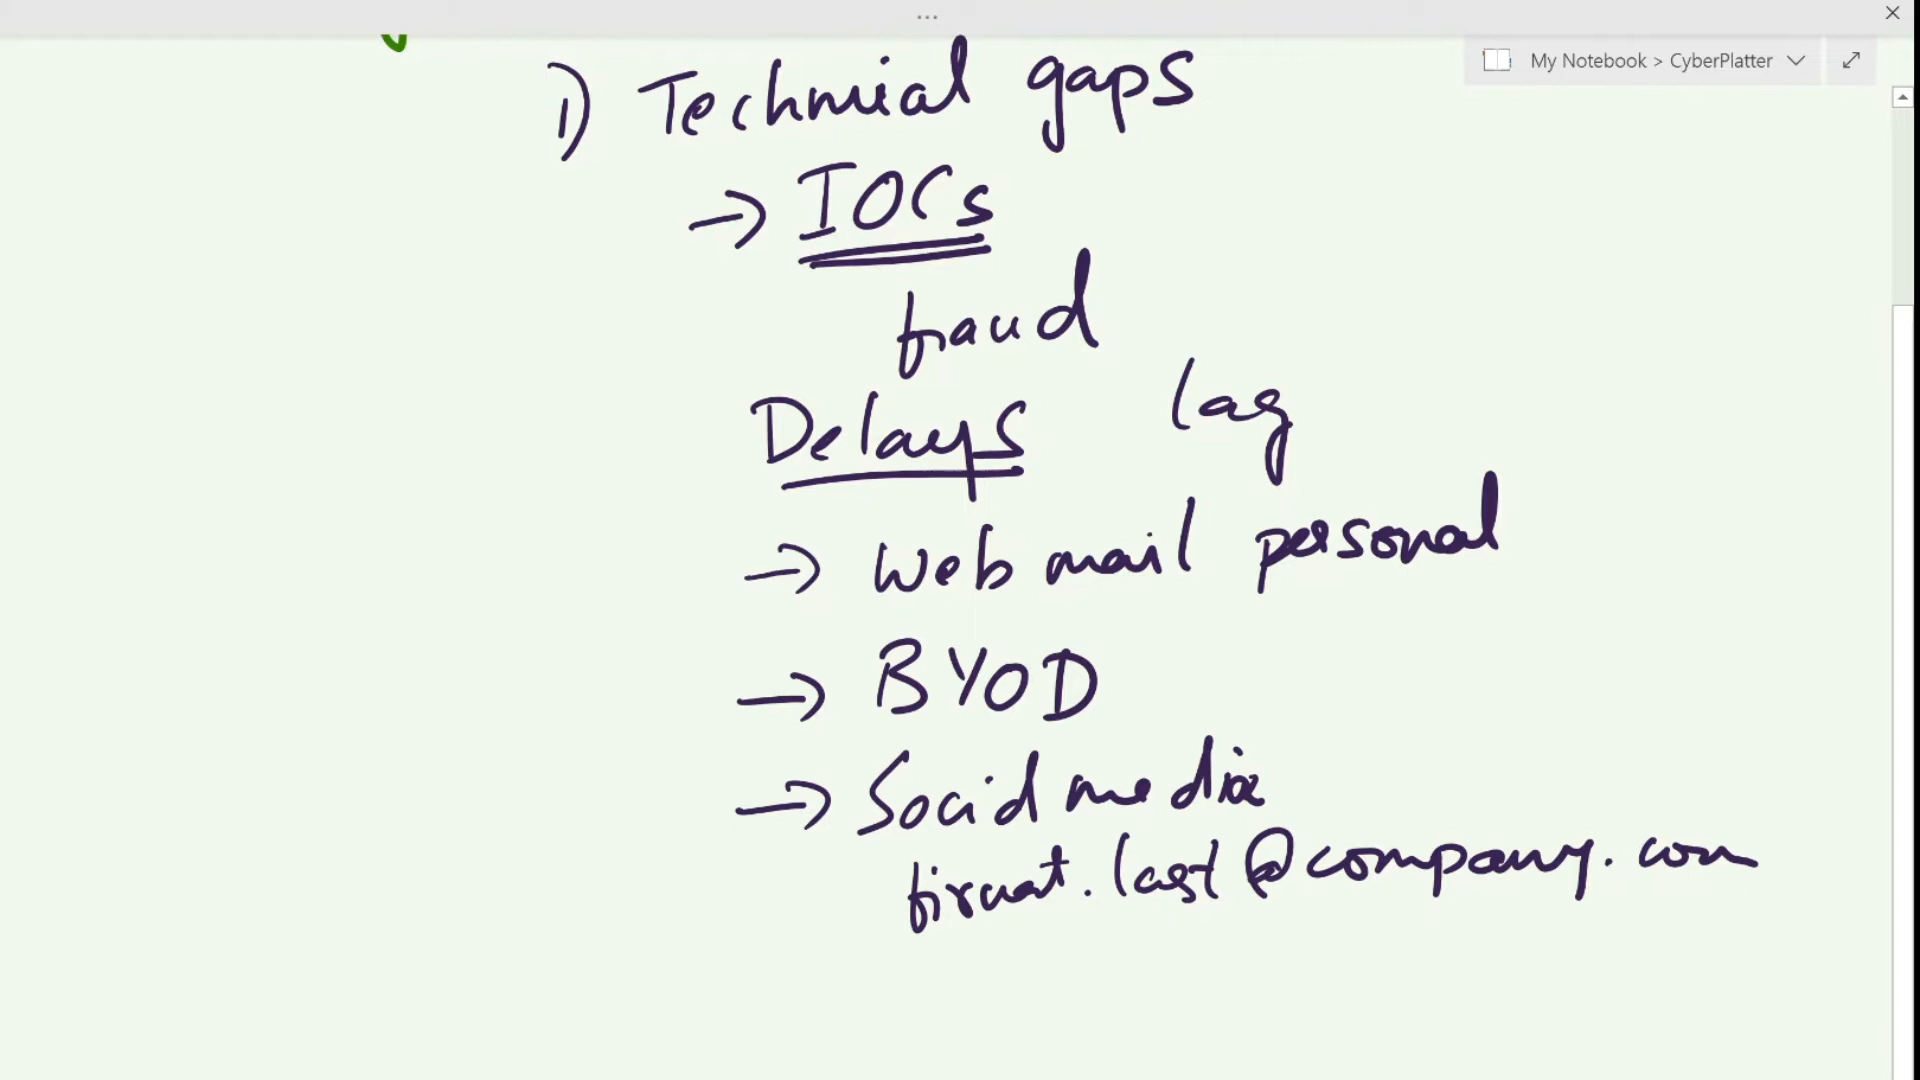 My Notebook > CyberPlatter
1) Technical gaps
→ IOCs
fraud
Delays lag
→ Web mail personal
→ BYOD
→ Social media
first.last@company.com